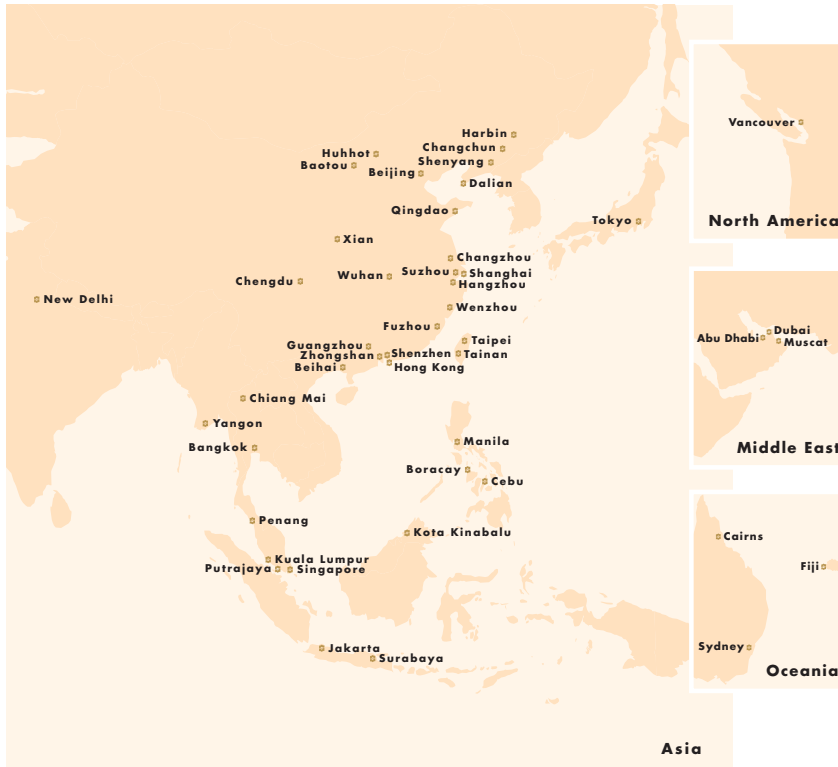 Harbin
Changchun
Huhhot
Shenyang
Baotou
Beijing
Dalian
Qingdao
Tokyo
Xian
Changzhou
Suzhou
Shanghai
Wuhan
Chengdu
Hangzhou
New Delhi
Wenzhou
Fuzhou
Taipei
Guangzhou
Zhongshan
Shenzhen
Tainan
Beihai
Hong Kong
Chiang Mai
Yangon
Manila
Bangkok
Boracay
Cebu
Penang
Kota Kinabalu
Kuala Lumpur
Putrajaya
Singapore
Jakarta
Surabaya
Asia
Vancouver
North America
Dubai
Abu Dhabi
Muscat
Middle East
Cairns
Fiji
Sydney
Oceania